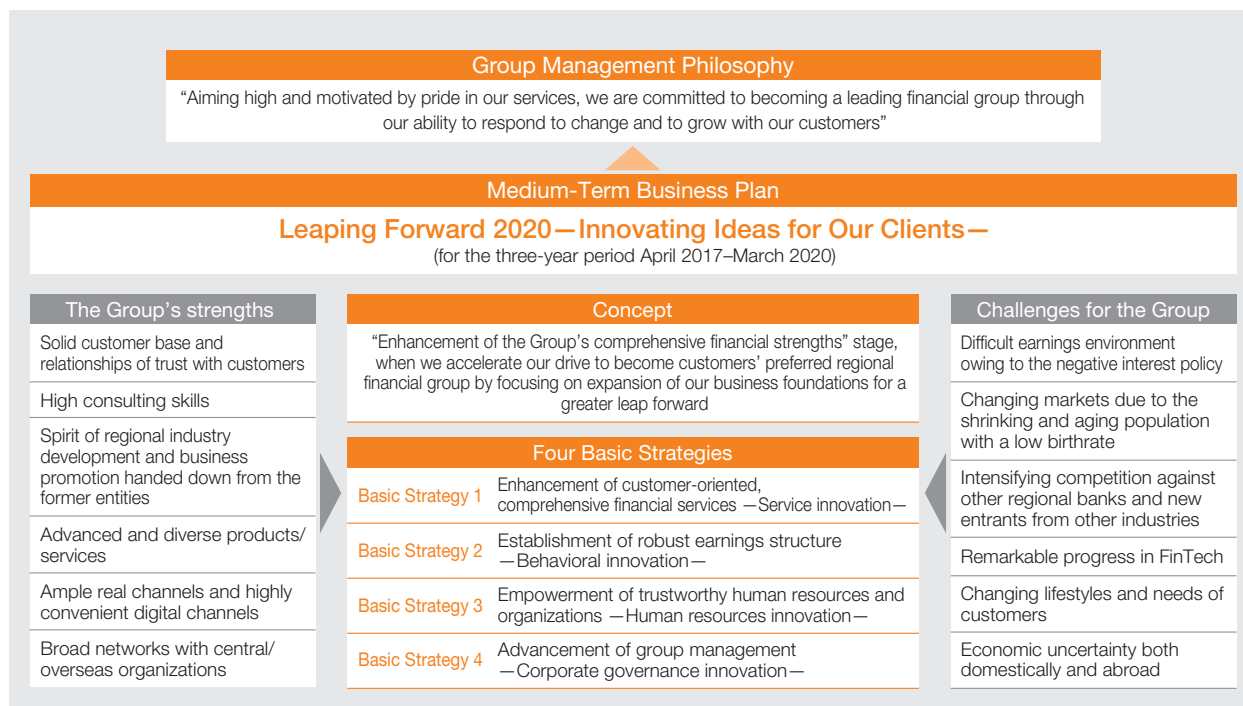 Group Management Philosophy
“Aiming high and motivated by pride in our services, we are committed to becoming a leading financial group through
our ability to respond to change and to grow with our customers”
Medium-Term Business Plan
Leaping Forward 2020—Innovating Ideas for Our Clients—
(for the three-year period April 2017–March 2020)
The Group’s strengths
Solid customer base and
relationships of trust with customers
High consulting skills
Spirit of regional industry
development and business
promotion handed down from the
former entities
Advanced and diverse products/
services
Ample real channels and highly
convenient digital channels
Broad networks with central/
overseas organizations
Concept
“Enhancement of the Group’s comprehensive financial strengths” stage,
when we accelerate our drive to become customers’ preferred regional
financial group by focusing on expansion of our business foundations for a
greater leap forward
Four Basic Strategies
Basic Strategy 1
Enhancement of customer-oriented,
comprehensive financial services —Service innovation—
Basic Strategy 2
Establishment of robust earnings structure
—Behavioral innovation—
Basic Strategy 3
Empowerment of trustworthy human resources and
organizations —Human resources innovation—
Basic Strategy 4
Advancement of group management
—Corporate governance innovation—
Challenges for the Group
Difficult earnings environment
owing to the negative interest policy
Changing markets due to the
shrinking and aging population
with a low birthrate
Intensifying competition against
other regional banks and new
entrants from other industries
Remarkable progress in FinTech
Changing lifestyles and needs of
customers
Economic uncertainty both
domestically and abroad